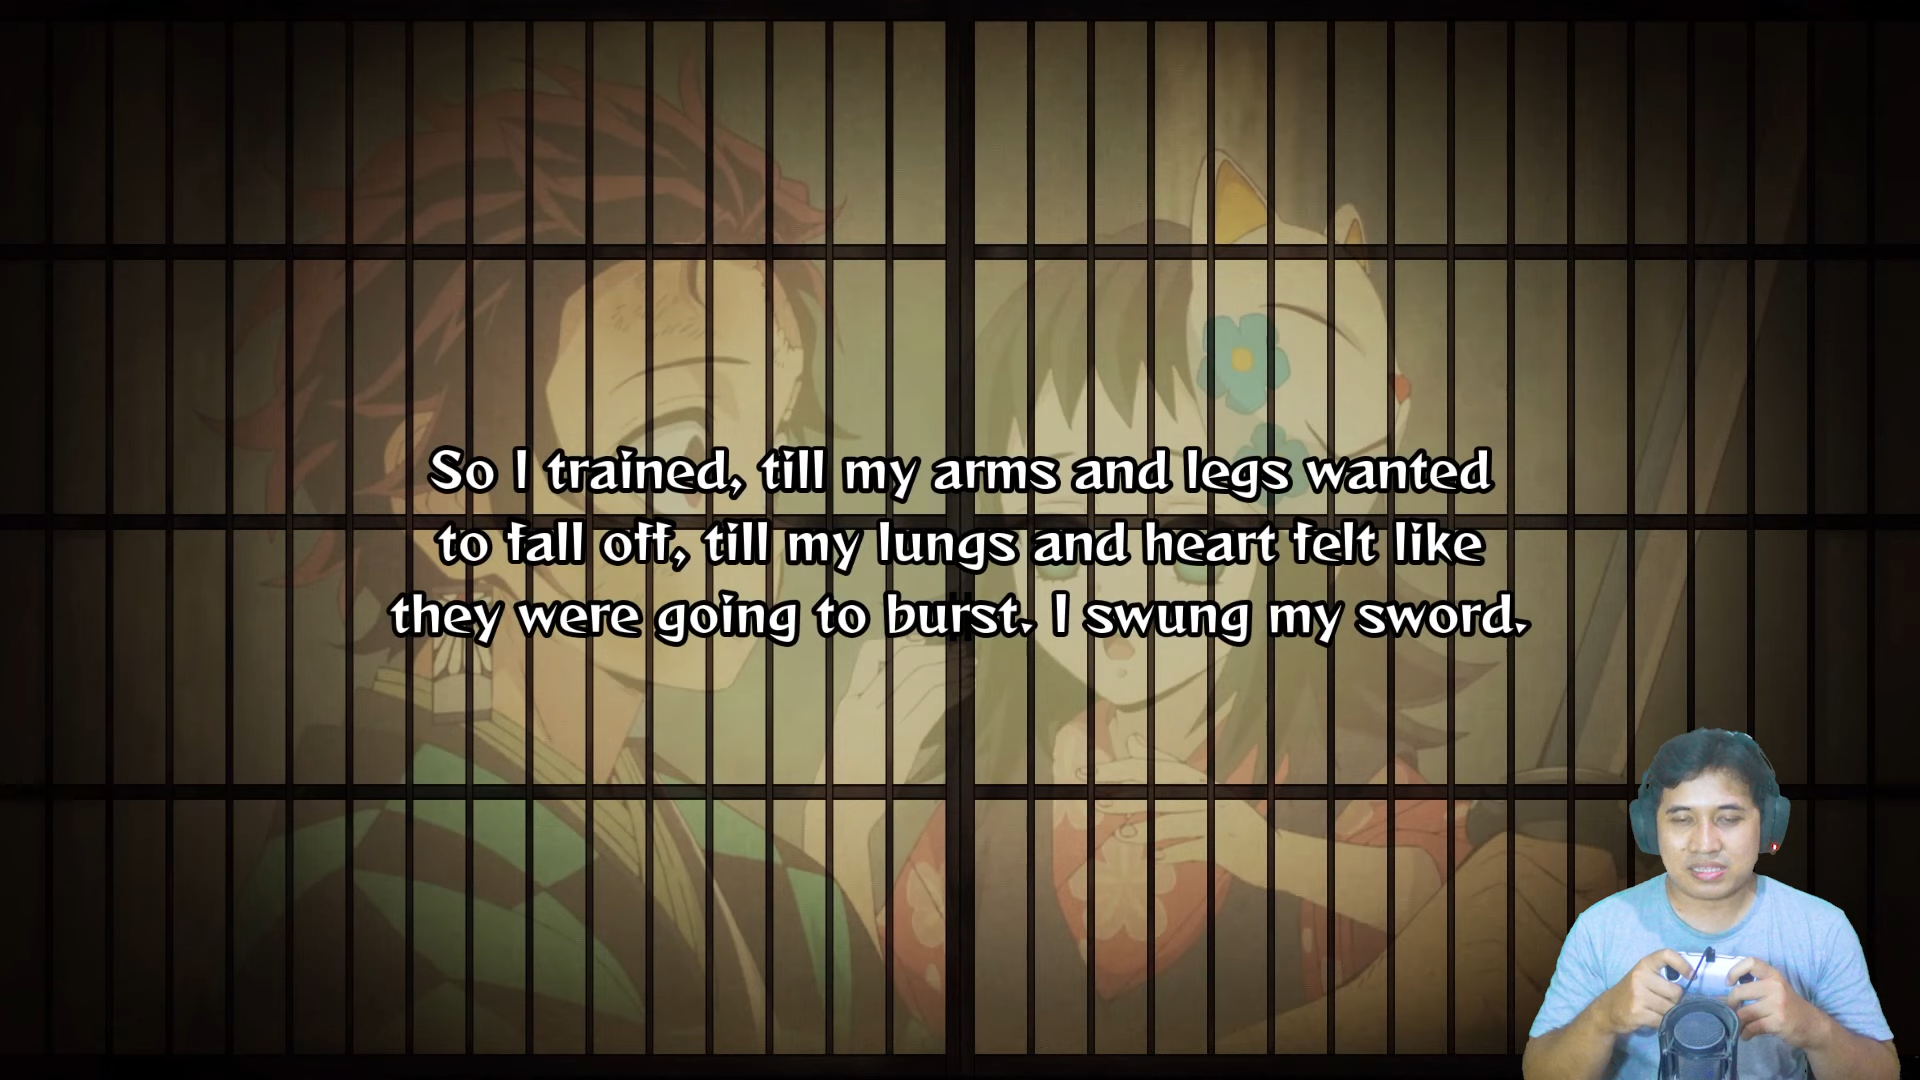 So I trained, till my arms and legs wanted
to fall off, till my lungs and heart felt like
they were going to burst. I swung my sword.